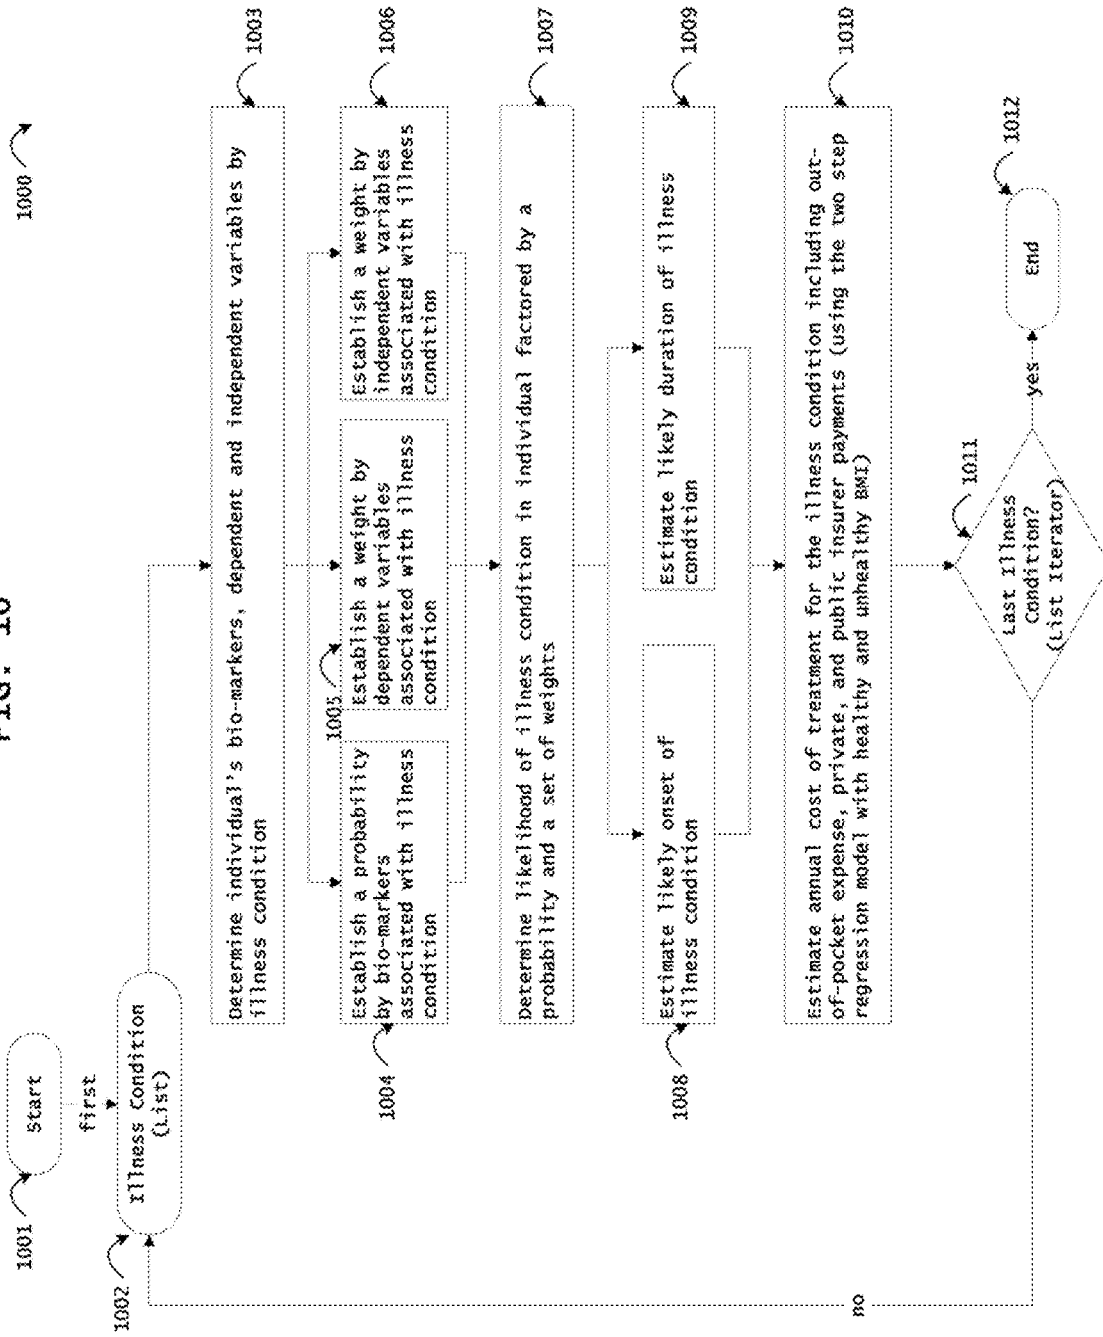 FIG. 10
1000
1001
Start
first
1002
Illness Condition
(List)
1003
Determine individual's bio-markers, dependent and independent variables by
illness condition
1004
Establish a probability
by bio-markers
associated with illness
condition
1005
Establish a weight by
dependent variables
associated with illness
condition
1006
Establish a weight by
independent variables
associated with illness
condition
1007
Determine likelihood of illness condition in individual factored by a
probability and a set of weights
1008
Estimate likely onset of
illness condition
1009
Estimate likely duration of illness
condition
1010
Estimate annual cost of treatment for the illness condition including out-
of-pocket expense, private, and public insurer payments (using the two step
regression model with healthy and unhealthy BMI)
1011
Last Illness
Condition?
(List Iterator)
no
yes
End
1012